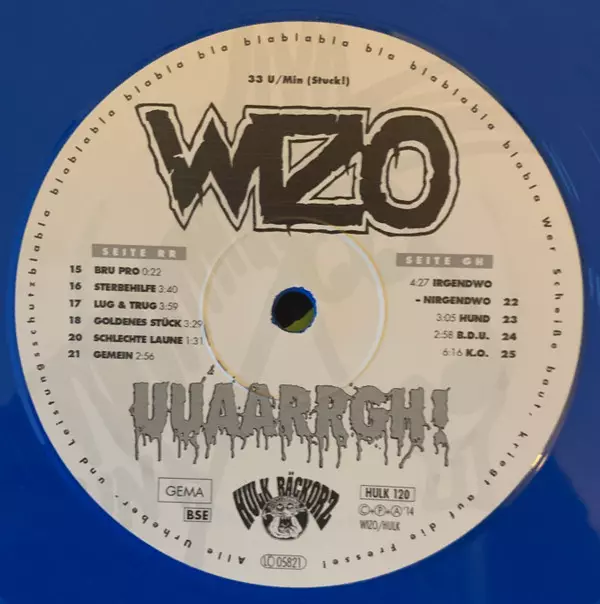 Alle Urheber- und Leistungsschutzblabla blablabla blablabla blablabla bla blablabla blablabla Wer Scheiße baut, kriegt auf die Fresse!
33 U/Min (Stuck!)
WIZO
SEITE RR
15 BRU PRO 0:22
16 STERBEHILFE 3:40
17 LUG & TRUG 3:59
18 GOLDENES STÜCK 3:29
20 SCHLECHTE LAUNE 1:31
21 GEMEIN 2:56
SEITE GH
4:27 IRGENDWO
- NIRGENDWO 22
3:05 HUND 23
2:58 B.D.U. 24
6:16 K.O. 25
UUAARRGH!
GEMA
BSE
HULK RÄCKORZ
HULK 120
©+℗+Ⓐ '14
WIZO/HULK
LC 05821